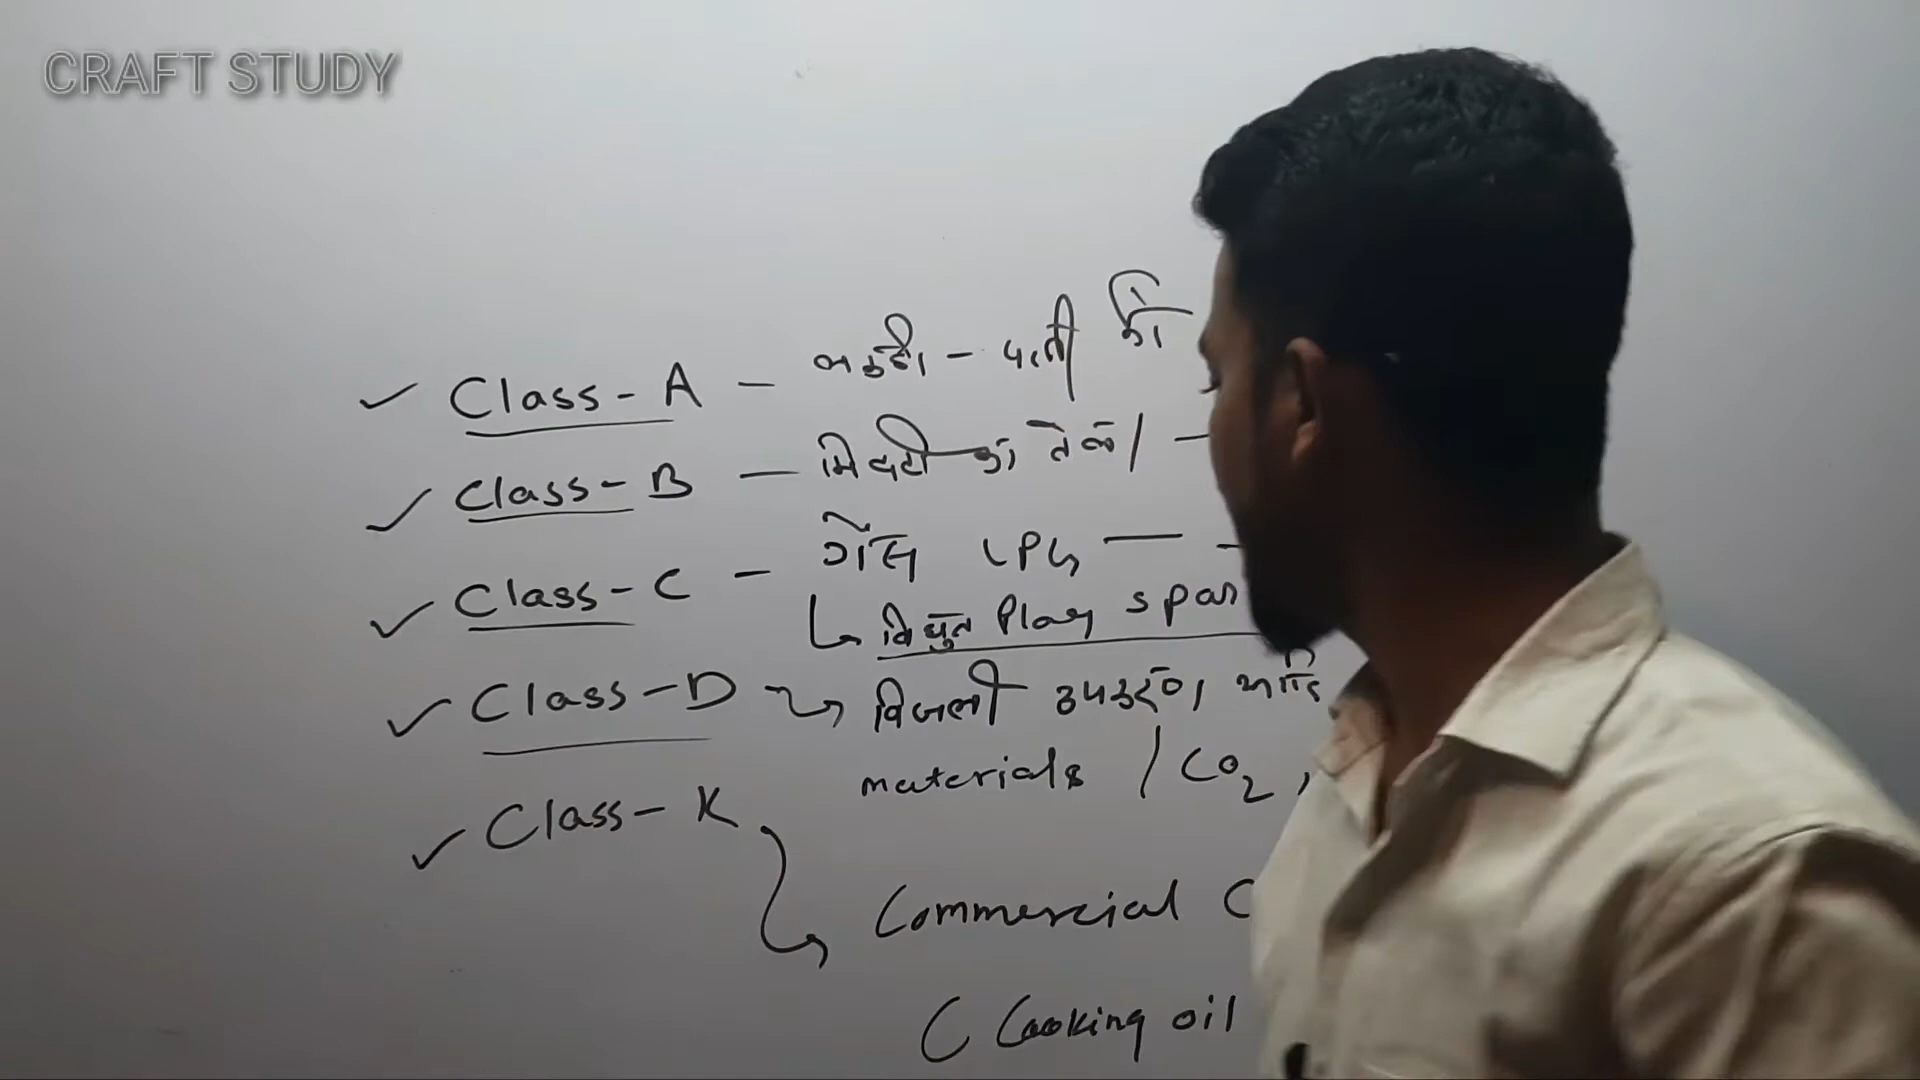 CRAFT STUDY
Class-A - लकड़ी - पत्ती की
Class-B - मिट्टी का तेल / -
Class-C - गैस LPG - -
विद्युत Plag spar
Class-D बिजली उपकरण आदि
materials / CO2,
Class-K
Commercial C
( Cooking oil